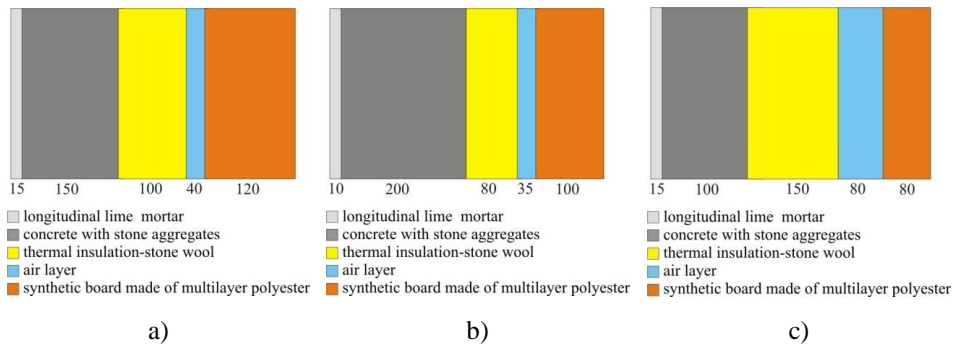 15 150 100 40 120
longitudinal lime mortar
concrete with stone aggregates
thermal insulation-stone wool
air layer
synthetic board made of multilayer polyester
a)
10 200 80 35 100
longitudinal lime mortar
concrete with stone aggregates
thermal insulation-stone wool
air layer
synthetic board made of multilayer polyester
b)
15 100 150 80 80
longitudinal lime mortar
concrete with stone aggregates
thermal insulation-stone wool
air layer
synthetic board made of multilayer polyester
c)